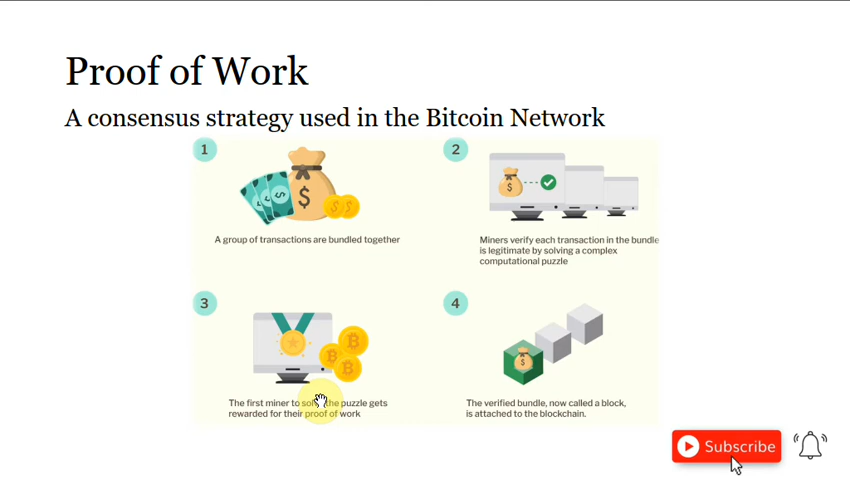 Proof of Work
A consensus strategy used in the Bitcoin Network
1
A group of transactions are bundled together
2
Miners verify each transaction in the bundle
is legitimate by solving a complex
computational puzzle
3
The first miner to solve the puzzle gets
rewarded for their proof of work
4
The verified bundle, now called a block,
is attached to the blockchain.
Subscribe